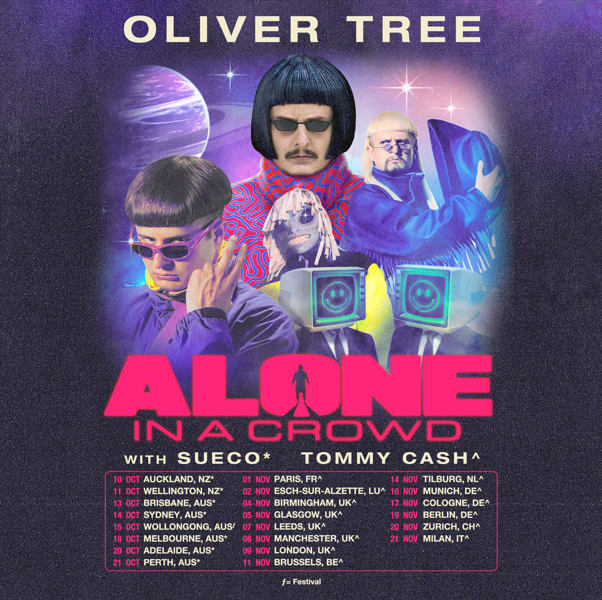 OLIVER TREE
ALONE
IN A CROWD
WITH SUECO* TOMMY CASH^
10 OCT AUCKLAND, NZ*
11 OCT WELLINGTON, NZ*
13 OCT BRISBANE, AUS*
14 OCT SYDNEY, AUS*
15 OCT WOLLONGONG, AUS*
18 OCT MELBOURNE, AUS*
20 OCT ADELAIDE, AUS*
21 OCT PERTH, AUS*
01 NOV PARIS, FR^
02 NOV ESCH-SUR-ALZETTE, LU^
04 NOV BIRMINGHAM, UK^
05 NOV GLASGOW, UK^
07 NOV LEEDS, UK^
08 NOV MANCHESTER, UK^
09 NOV LONDON, UK^
11 NOV BRUSSELS, BE^
14 NOV TILBURG, NL^
16 NOV MUNICH, DE^
17 NOV COLOGNE, DE^
19 NOV BERLIN, DE^
20 NOV ZURICH, CH^
21 NOV MILAN, IT^
ƒ= Festival